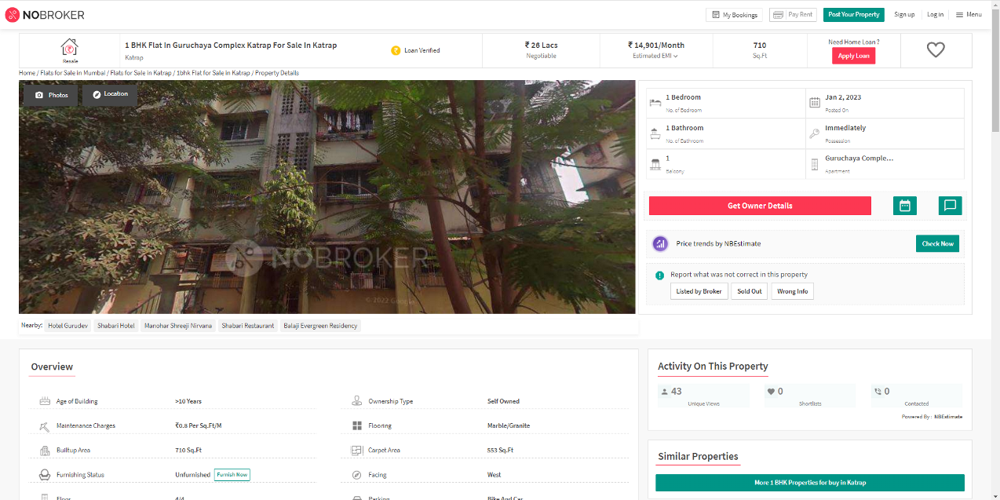 NOBROKER
My Bookings
Pay Rent
Post Your Property
Sign up
Log in
Menu
Resale
1 BHK Flat In Guruchaya Complex Katrap For Sale In Katrap
Katrap
Loan Verified
₹ 26 Lacs
Negotiable
₹ 14,901/Month
Estimated EMI
710
Sq.Ft
Need Home Loan ?
Apply Loan
Home / Flats for Sale in Mumbai / Flats for Sale in Katrap / 1bhk Flat for Sale in Katrap / Property Details
Photos
Location
NOBROKER
© 2022 Google
© 2022 Google
1 Bedroom
No. of Bedroom
Jan 2, 2023
Posted On
1 Bathroom
No. of Bathroom
Immediately
Possession
1
Balcony
Guruchaya Comple...
Apartment
Get Owner Details
Price trends by NBEstimate
Check Now
Report what was not correct in this property
Listed by Broker
Sold Out
Wrong Info
Nearby: Hotel Gurudev Shabari Hotel Manohar Shreeji Nirvana Shabari Restaurant Balaji Evergreen Residency
Overview
Age of Building >10 Years
Ownership Type Self Owned
Maintenance Charges ₹0.8 Per Sq.Ft/M
Flooring Marble/Granite
Builtup Area 710 Sq.Ft
Carpet Area 553 Sq.Ft
Furnishing Status Unfurnished Furnish Now
Facing West
Floor 4/4
Parking Bike And Car
Activity On This Property
43
Unique Views
0
Shortlists
0
Contacted
Powered By : NBEstimate
Similar Properties
More 1 BHK Properties for buy in Katrap